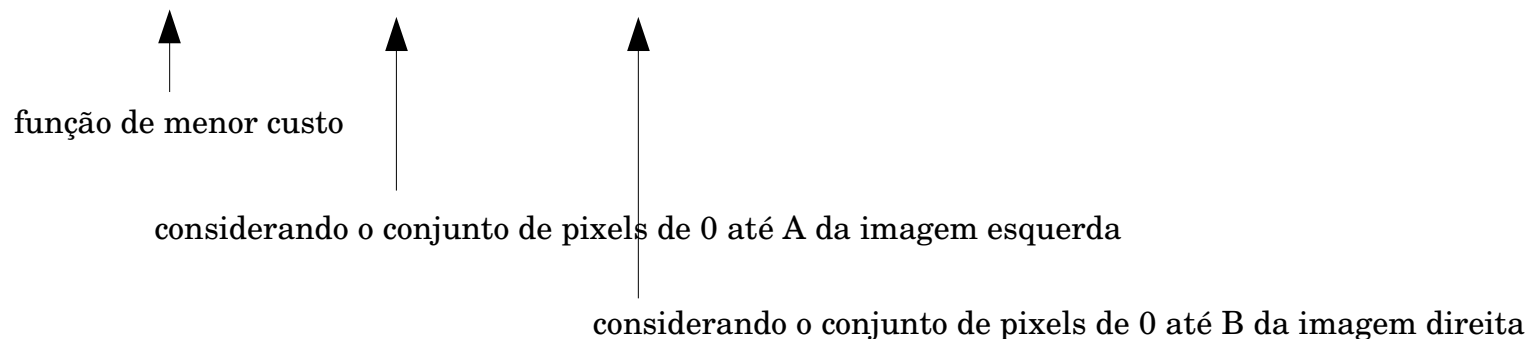 função de menor custo
considerando o conjunto de pixels de 0 até A da imagem esquerda
considerando o conjunto de pixels de 0 até B da imagem direita